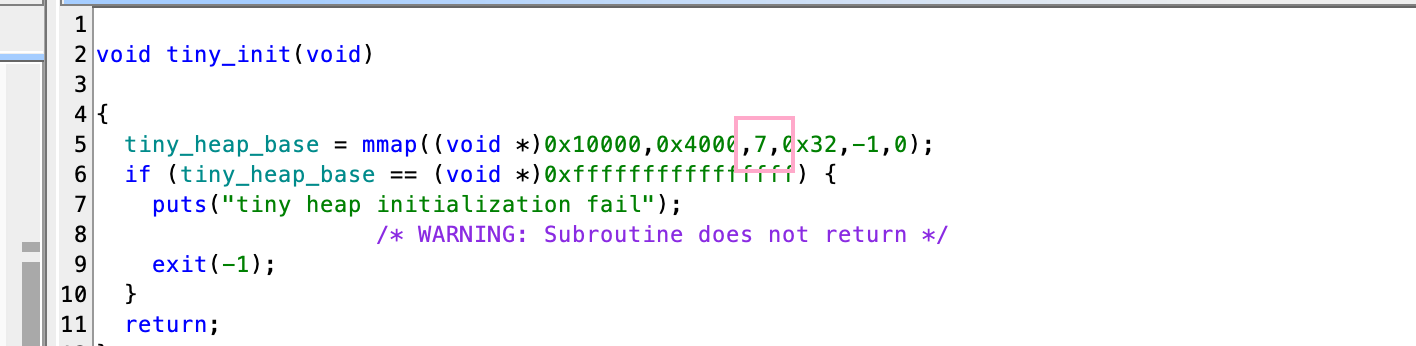 1
2 void tiny_init(void)
3
4 {
5 tiny_heap_base = mmap((void *)0x10000,0x4000,7,0x32,-1,0);
6 if (tiny_heap_base == (void *)0xffffffffffffffff) {
7 puts("tiny heap initialization fail");
8 /* WARNING: Subroutine does not return */
9 exit(-1);
10 }
11 return;